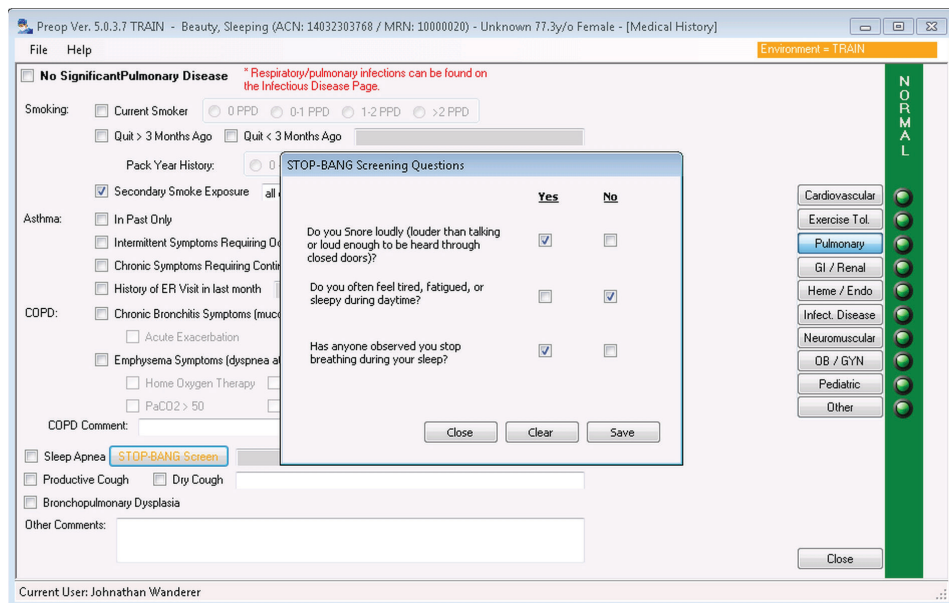 Preop Ver. 5.0.3.7 TRAIN - Beauty, Sleeping (ACN: 14032303768 / MRN: 10000020) - Unknown 77.3y/o Female - [Medical History]
File Help
Environment = TRAIN
No SignificantPulmonary Disease
* Respiratory/pulmonary infections can be found on
the Infectious Disease Page.
Smoking: Current Smoker 0 PPD 0-1 PPD 1-2 PPD >2 PPD
Quit > 3 Months Ago Quit < 3 Months Ago
Pack Year History: 0
Secondary Smoke Exposure all
Asthma: In Past Only
Intermittent Symptoms Requiring
Chronic Symptoms Requiring
History of ER Visit in last month
COPD: Chronic Bronchitis Symptoms
Acute Exacerbation
Emphysema Symptoms (dyspnea
Home Oxygen Therapy
PaCO2 > 50
COPD Comment:
Sleep Apnea STOP-BANG Screen
Productive Cough Dry Cough
Bronchopulmonary Dysplasia
Other Comments:
STOP-BANG Screening Questions
Yes No
Do you Snore loudly (louder than talking
or loud enough to be heard through
closed doors)?
Do you often feel tired, fatigued, or
sleepy during daytime?
Has anyone observed you stop
breathing during your sleep?
Close Clear Save
NORMAL
Cardiovascular
Exercise Tol.
Pulmonary
GI / Renal
Heme / Endo
Infect. Disease
Neuromuscular
OB / GYN
Pediatric
Other
Close
Current User: Johnathan Wanderer